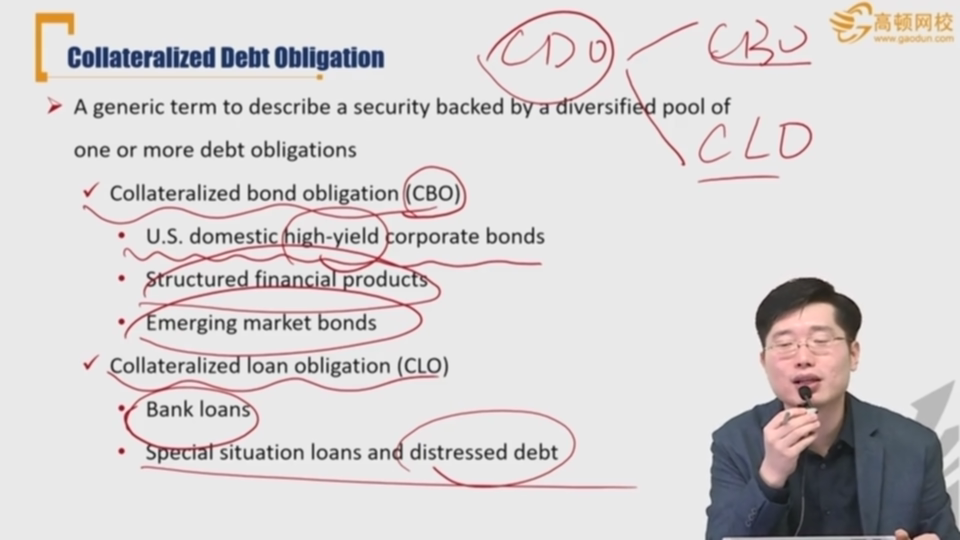 Collateralized Debt Obligation
CDO
CBO
CLO
高顿网校
www.gaodun.com
A generic term to describe a security backed by a diversified pool of
one or more debt obligations
Collateralized bond obligation (CBO)
U.S. domestic high-yield corporate bonds
Structured financial products
Emerging market bonds
Collateralized loan obligation (CLO)
Bank loans
Special situation loans and distressed debt